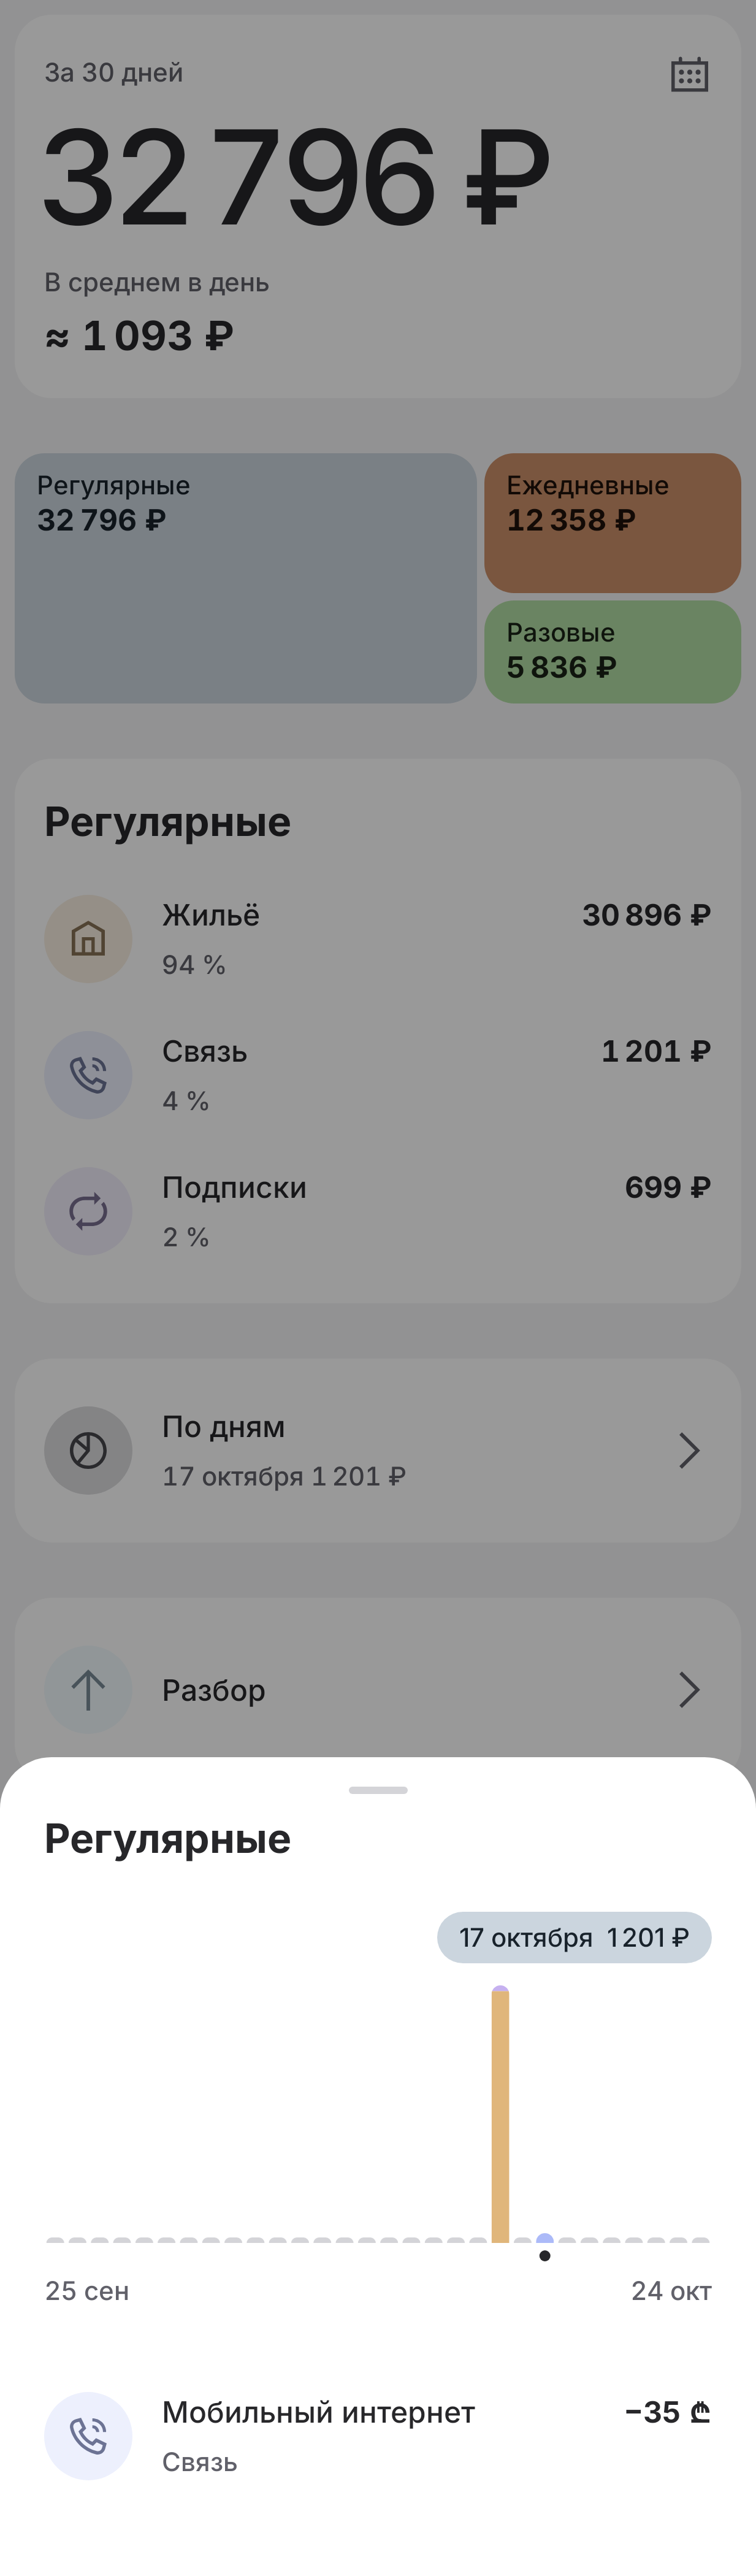 За 30 дней
32 796 ₽
В среднем в день
≈ 1 093 ₽
Регулярные
32 796 ₽
Ежедневные
12 358 ₽
Разовые
5 836 ₽
Регулярные
Жильё
30 896 ₽
94 %
Связь
1 201 ₽
4 %
Подписки
699 ₽
2 %
По дням
17 октября 1 201 ₽
Разбор
Регулярные
17 октября 1 201 ₽
25 сен
24 окт
Мобильный интернет
−35 ₾
Связь